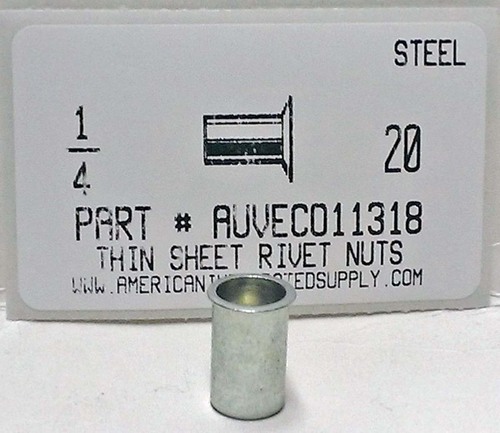 STEEL
1/4
20
PART # AUVECO11318
THIN SHEET RIVET NUTS